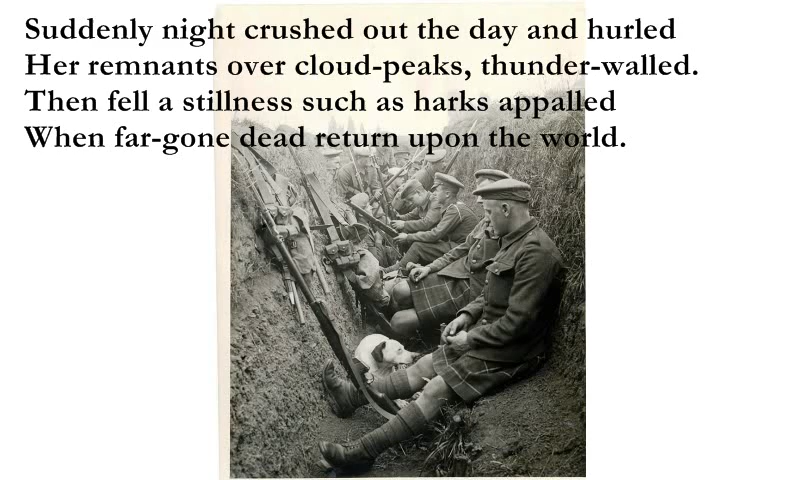 Suddenly night crushed out the day and hurled
Her remnants over cloud-peaks, thunder-walled.
Then fell a stillness such as harks appalled
When far-gone dead return upon the world.